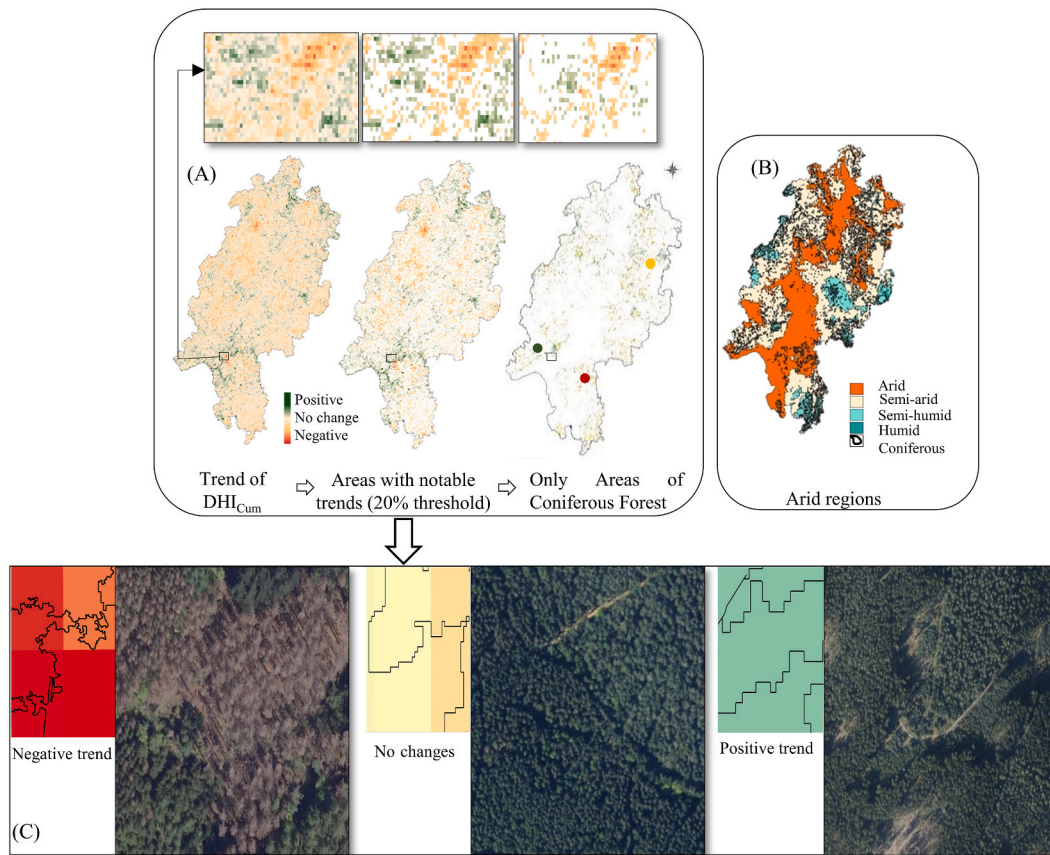 (A)
Positive
No change
Negative
Trend of
DHI_Cum
Areas with notable
trends (20% threshold)
Only Areas of
Coniferous Forest
(B)
Arid
Semi-arid
Semi-humid
Humid
Coniferous
Arid regions
Negative trend
No changes
Positive trend
(C)